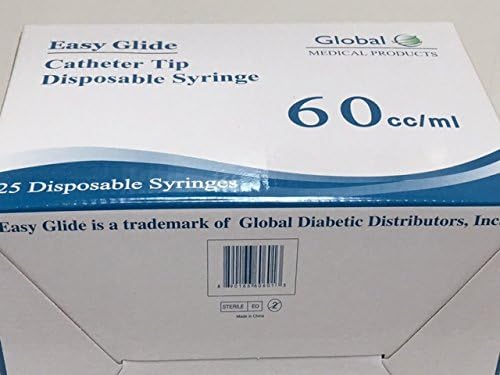 Easy Glide
Catheter Tip
Disposable Syringe
Global
MEDICAL PRODUCTS
60cc/ml
25 Disposable Syringes
Easy Glide is a trademark of Global Diabetic Distributors, Inc.
STERILE EO 2
Made in China